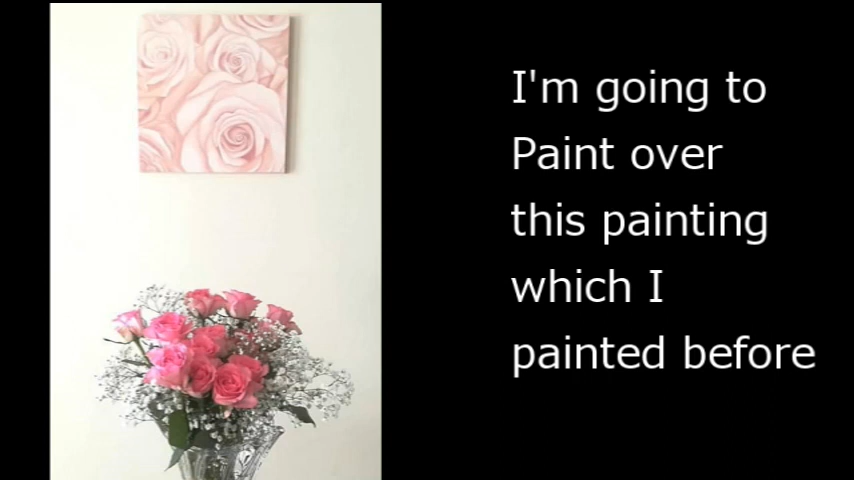 I'm going to
Paint over
this painting
which I
painted before